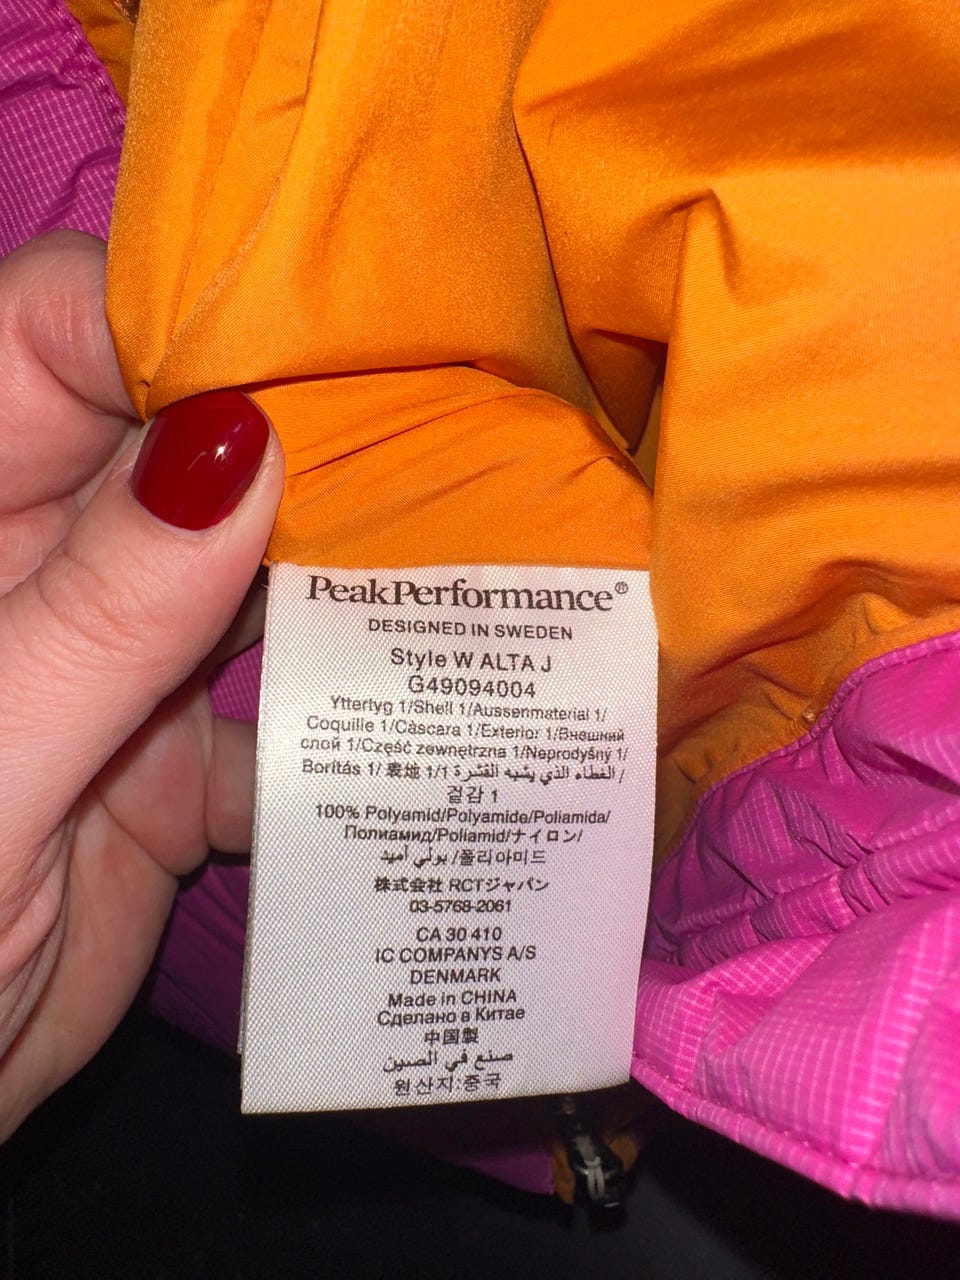 PeakPerformance®
DESIGNED IN SWEDEN
Style W ALTA J
G49094004
Yttertyg 1/Shell 1/Aussenmaterial 1/
Coquille 1/Càscara 1/Exterior 1/Внешний
слой 1/Część zewnętrzna 1/Neprodyšný 1/
Borítás 1/ 表地 1/1 الغطاء الذي يشبه القشرة /
겉감 1
100% Polyamid/Polyamide/Poliamida/
Полиамид/Poliamid/ナイロン/
بولي أميد /폴리아미드
株式会社 RCTジャパン
03-5768-2061
CA 30 410
IC COMPANYS A/S
DENMARK
Made in CHINA
Сделано в Китае
中国製
صنع في الصين
원산지:중국